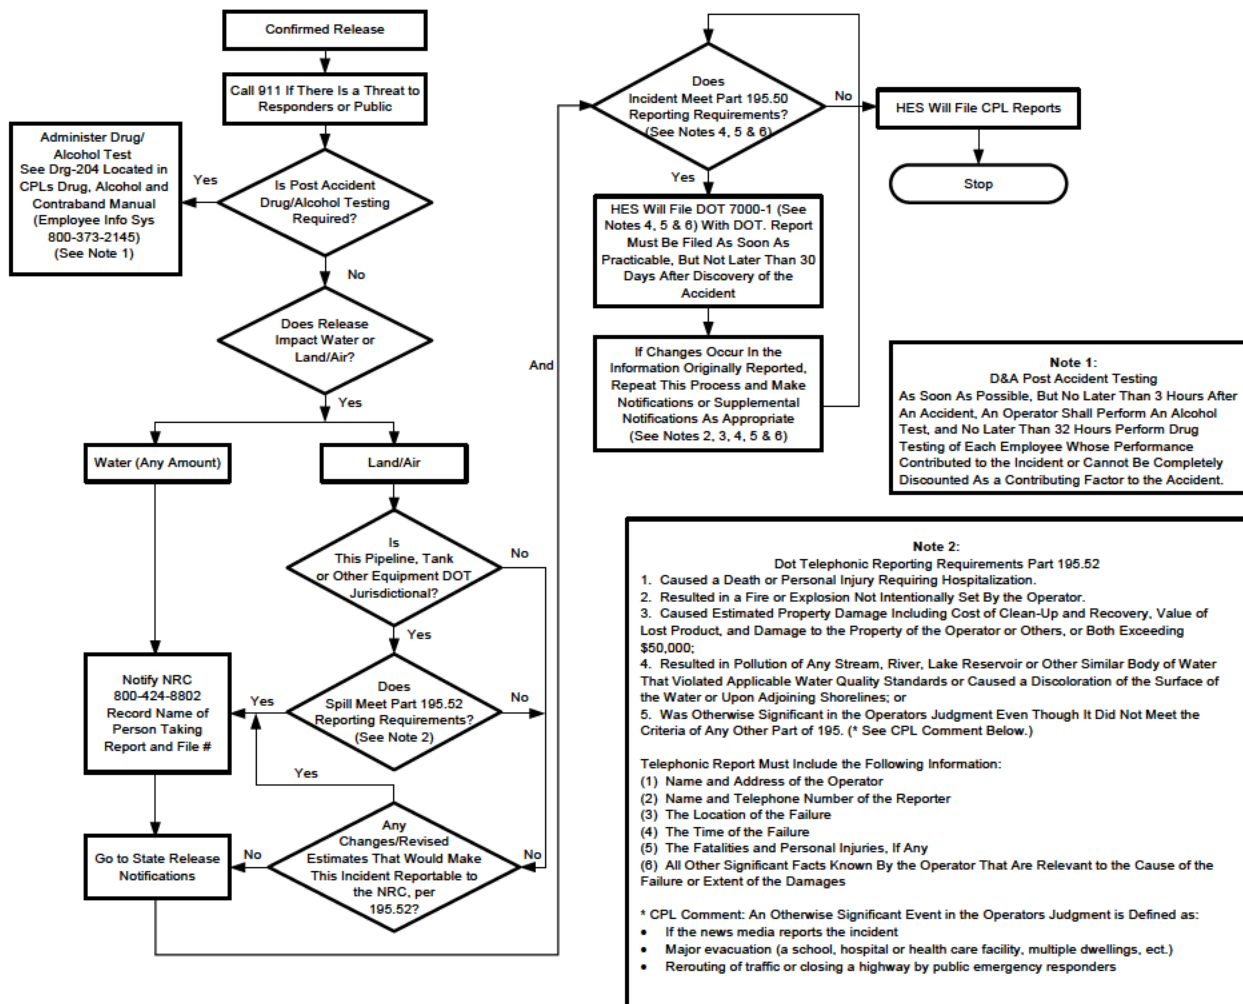 Confirmed Release
Call 911 If There Is a Threat to
Responders or Public
Administer Drug/
Alcohol Test
See Drg-204 Located in
CPLs Drug, Alcohol and
Contraband Manual
(Employee Info Sys
800-373-2145)
(See Note 1)
Yes
Is Post Accident
Drug/Alcohol Testing
Required?
No
Does Release
Impact Water or
Land/Air?
Yes
Water (Any Amount)
Land/Air
Is
This Pipeline, Tank
or Other Equipment DOT
Jurisdictional?
No
Yes
Notify NRC
800-424-8802
Record Name of
Person Taking
Report and File #
Yes
Does
Spill Meet Part 195.52
Reporting Requirements?
(See Note 2)
No
Yes
Go to State Release
Notifications
No
Any
Changes/Revised
Estimates That Would Make
This Incident Reportable to
the NRC, per
195.52?
No
And
Does
Incident Meet Part 195.50
Reporting Requirements?
(See Notes 4, 5 & 6)
No
HES Will File CPL Reports
Stop
Yes
HES Will File DOT 7000-1 (See
Notes 4, 5 & 6) With DOT. Report
Must Be Filed As Soon As
Practicable, But Not Later Than 30
Days After Discovery of the
Accident
If Changes Occur In the
Information Originally Reported,
Repeat This Process and Make
Notifications or Supplemental
Notifications As Appropriate
(See Notes 2, 3, 4, 5 & 6)
Note 1:
D&A Post Accident Testing
As Soon As Possible, But No Later Than 3 Hours After
An Accident, An Operator Shall Perform An Alcohol
Test, and No Later Than 32 Hours Perform Drug
Testing of Each Employee Whose Performance
Contributed to the Incident or Cannot Be Completely
Discounted As a Contributing Factor to the Accident.
Note 2:
Dot Telephonic Reporting Requirements Part 195.52
1. Caused a Death or Personal Injury Requiring Hospitalization.
2. Resulted in a Fire or Explosion Not Intentionally Set By the Operator.
3. Caused Estimated Property Damage Including Cost of Clean-Up and Recovery, Value of
Lost Product, and Damage to the Property of the Operator or Others, or Both Exceeding
$50,000;
4. Resulted in Pollution of Any Stream, River, Lake Reservoir or Other Similar Body of Water
That Violated Applicable Water Quality Standards or Caused a Discoloration of the Surface of
the Water or Upon Adjoining Shorelines; or
5. Was Otherwise Significant in the Operators Judgment Even Though It Did Not Meet the
Criteria of Any Other Part of 195. (* See CPL Comment Below.)
Telephonic Report Must Include the Following Information:
(1) Name and Address of the Operator
(2) Name and Telephone Number of the Reporter
(3) The Location of the Failure
(4) The Time of the Failure
(5) The Fatalities and Personal Injuries, If Any
(6) All Other Significant Facts Known By the Operator That Are Relevant to the Cause of the
Failure or Extent of the Damages
* CPL Comment: An Otherwise Significant Event in the Operators Judgment is Defined as:
• If the news media reports the incident
• Major evacuation (a school, hospital or health care facility, multiple dwellings, ect.)
• Rerouting of traffic or closing a highway by public emergency responders